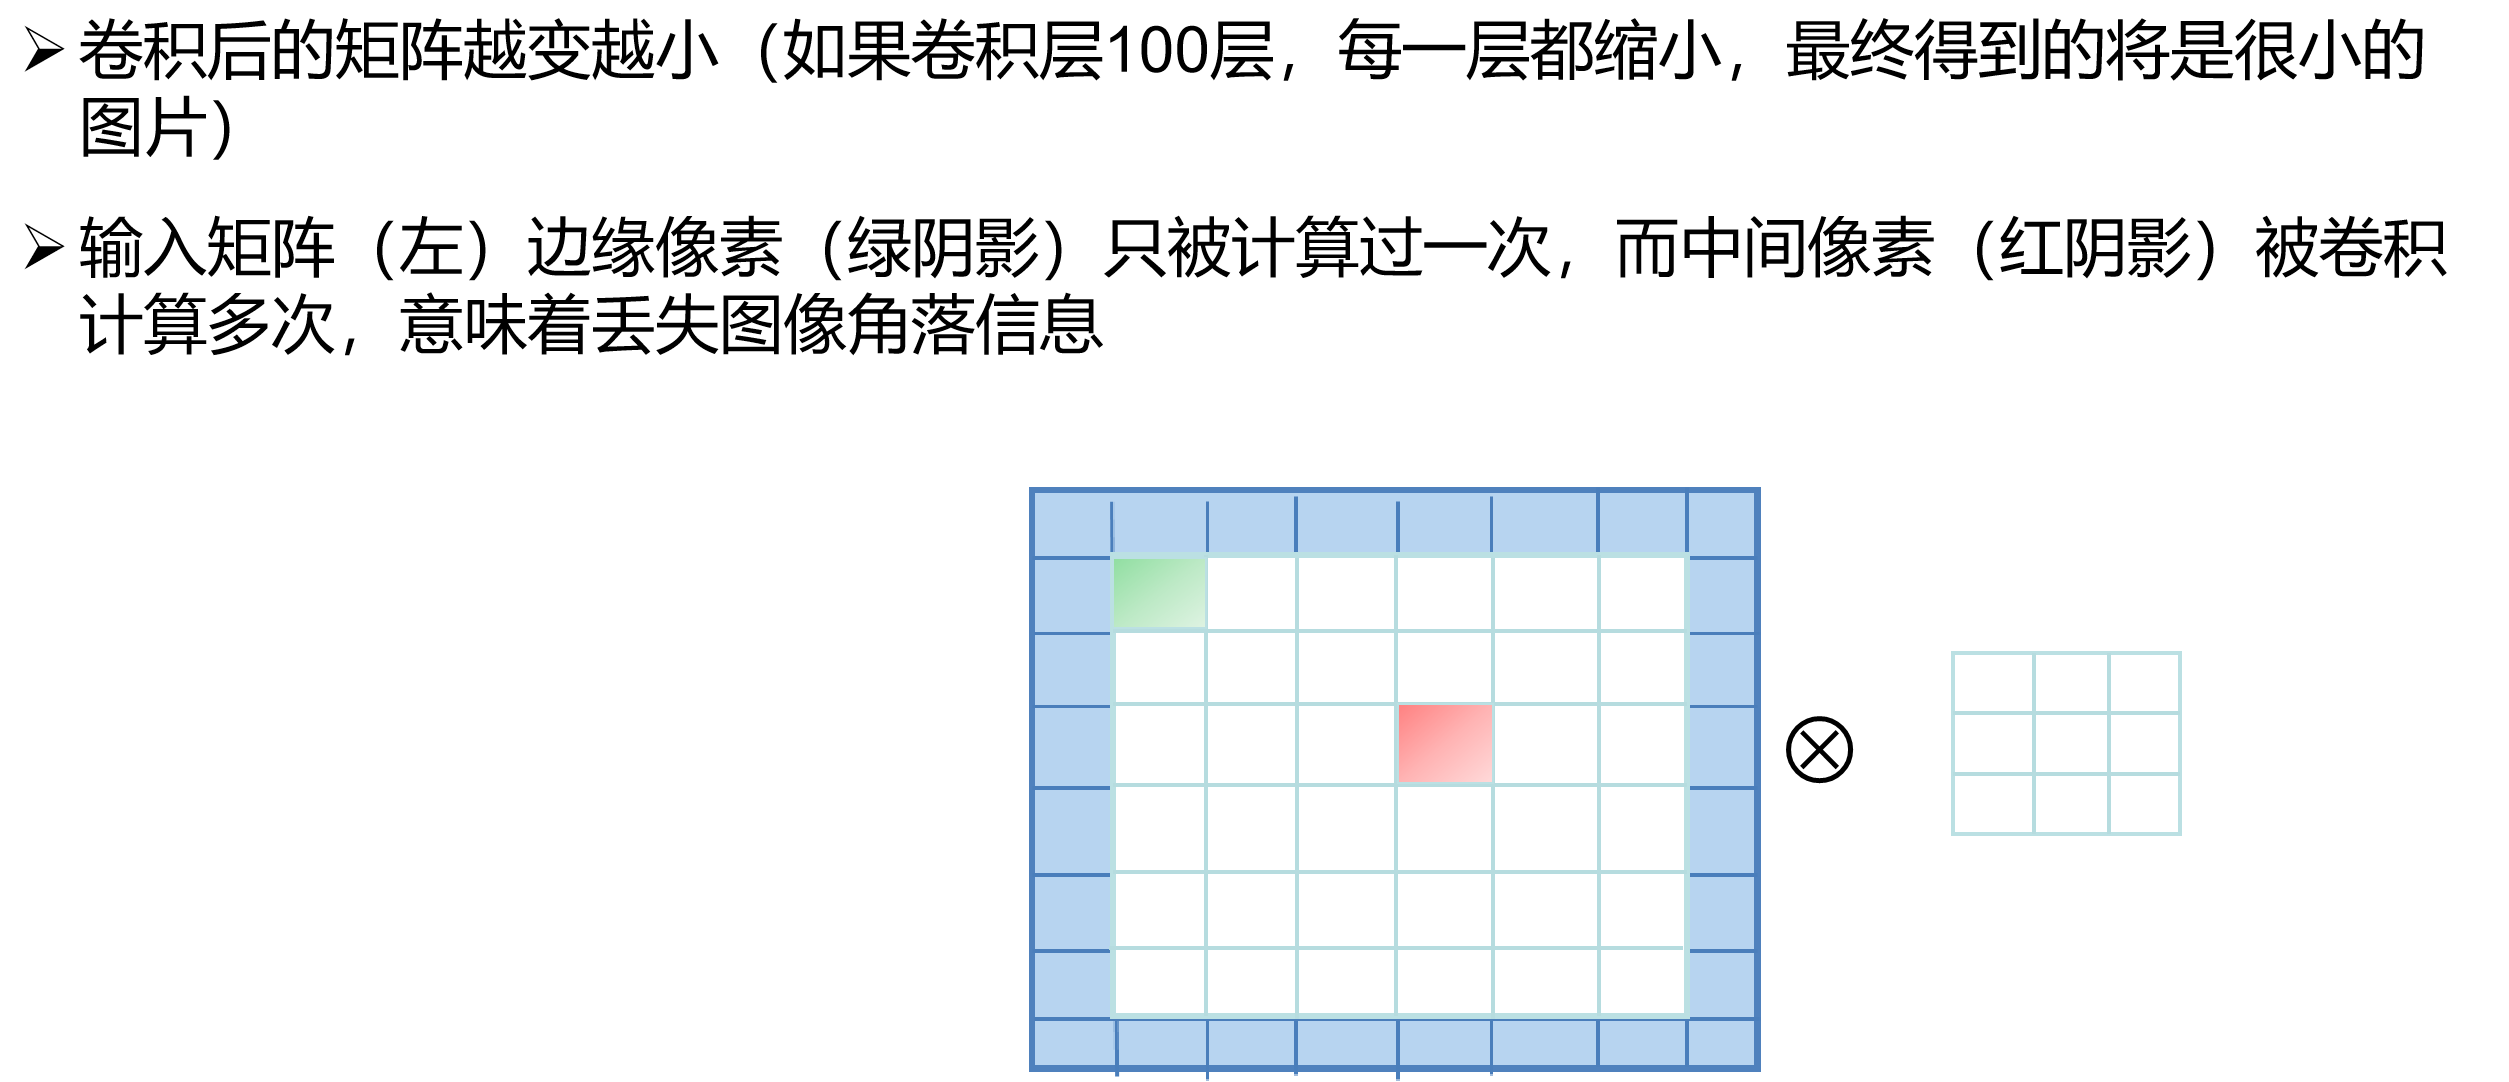 ➢卷积后的矩阵越变越小（如果卷积层100层，每一层都缩小，最终得到的将是很小的
图片）
➢输入矩阵（左）边缘像素（绿阴影）只被计算过一次，而中间像素（红阴影）被卷积
计算多次，意味着丢失图像角落信息